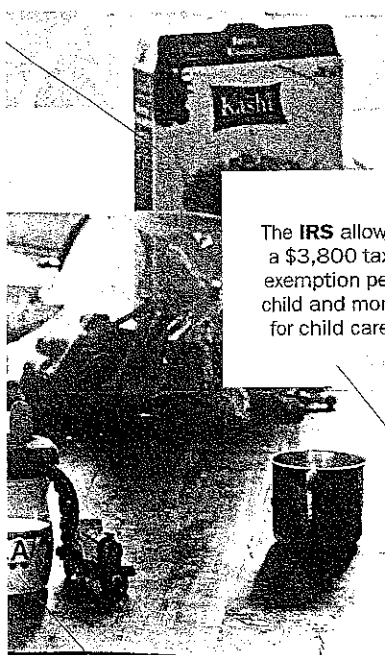 Kashi
The IRS allow
a $3,800 tax
exemption pe
child and mor
for child care
A